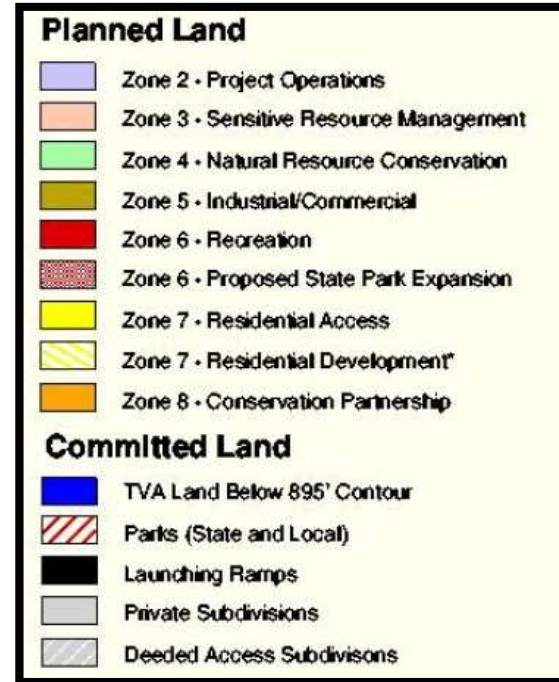 Planned Land
Zone 2 - Project Operations
Zone 3 - Sensitive Resource Management
Zone 4 - Natural Resource Conservation
Zone 5 - Industrial/Commercial
Zone 6 - Recreation
Zone 6 - Proposed State Park Expansion
Zone 7 - Residential Access
Zone 7 - Residential Development*
Zone 8 - Conservation Partnership
Committed Land
TVA Land Below 895' Contour
Parks (State and Local)
Launching Ramps
Private Subdivisions
Deeded Access Subdivisons